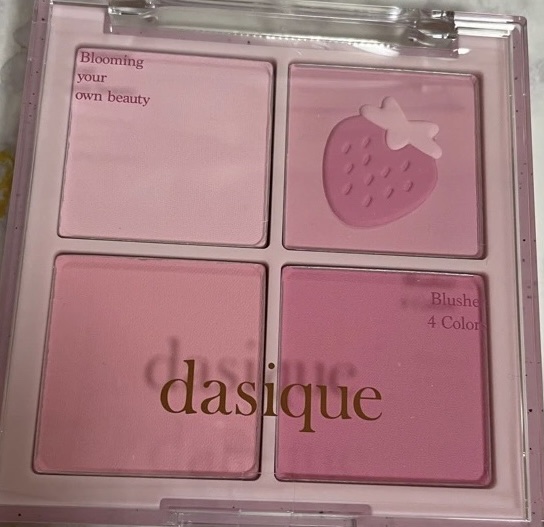 Blooming
your
own beauty
Blushe
4 Color
dasique